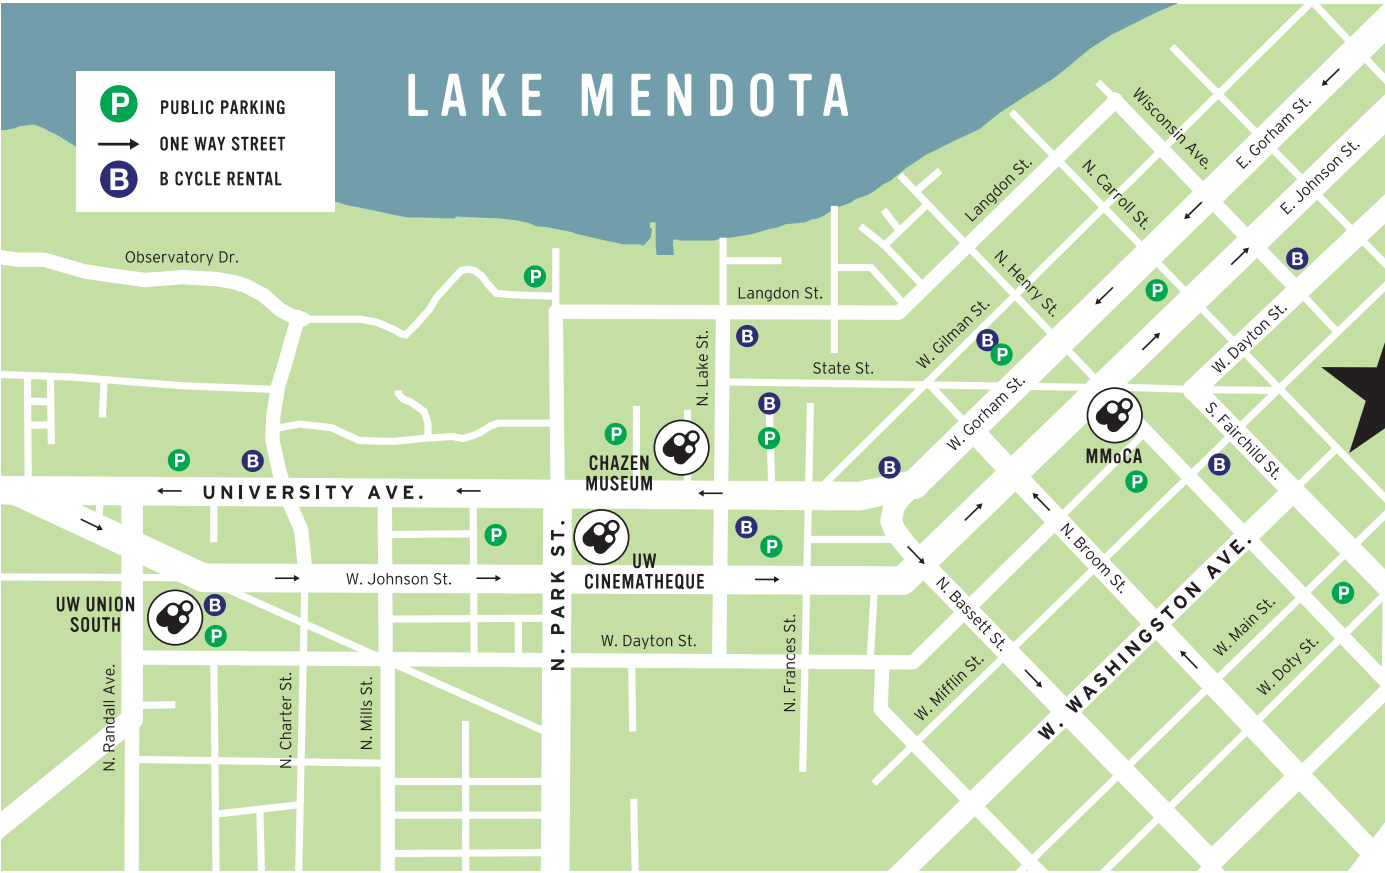 LAKE MENDOTA
P PUBLIC PARKING
ONE WAY STREET
B B CYCLE RENTAL
Wisconsin Ave.
E. Gorham St.
E. Johnson St.
Langdon St.
N. Carroll St.
Observatory Dr.
P
N. Henry St.
B
Langdon St.
P
W. Gilman St.
B
B
P
W. Dayton St.
N. Lake St.
State St.
W. Gorham St.
B
S. Fairchild St.
P
P
CHAZEN
MUSEUM
MMoCA
P
B
B
B
P
UNIVERSITY AVE.
P
N. PARK ST.
B
P
UW
CINEMATHEQUE
W. Johnson St.
N. Broom St.
N. Bassett St.
W. WASHINGTON AVE.
P
UW UNION
SOUTH
B
P
W. Dayton St.
N. Frances St.
W. Main St.
W. Doty St.
W. Mifflin St.
N. Randall Ave.
N. Charter St.
N. Mills St.